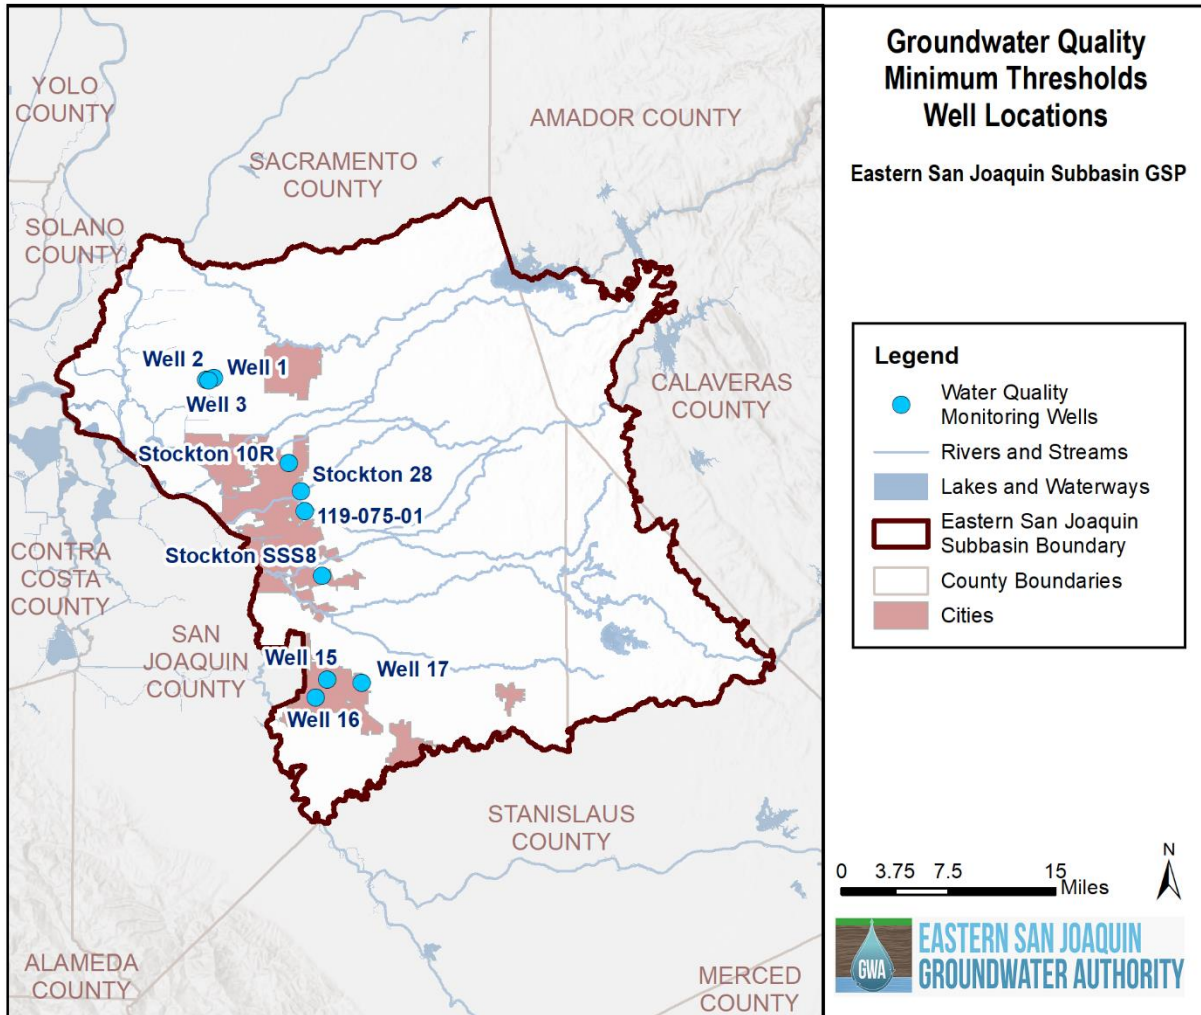 Groundwater Quality
Minimum Thresholds
Well Locations
Eastern San Joaquin Subbasin GSP
YOLO
COUNTY
AMADOR COUNTY
SACRAMENTO
COUNTY
SOLANO
COUNTY
CALAVERAS
COUNTY
Well 2
Well 1
Well 3
Stockton 10R
Stockton 28
119-075-01
Stockton SSS8
CONTRA
COSTA
COUNTY
SAN
JOAQUIN
COUNTY
Well 15
Well 17
Well 16
STANISLAUS
COUNTY
ALAMEDA
COUNTY
MERCED
COUNTY
Legend
Water Quality
Monitoring Wells
Rivers and Streams
Lakes and Waterways
Eastern San Joaquin
Subbasin Boundary
County Boundaries
Cities
N
0 3.75 7.5 15
Miles
GWA
EASTERN SAN JOAQUIN
GROUNDWATER AUTHORITY